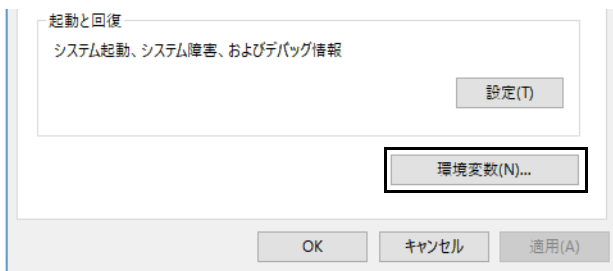 起動と回復
システム起動、システム障害、およびデバッグ情報
設定(T)
環境変数(N)...
OK
キャンセル
適用(A)